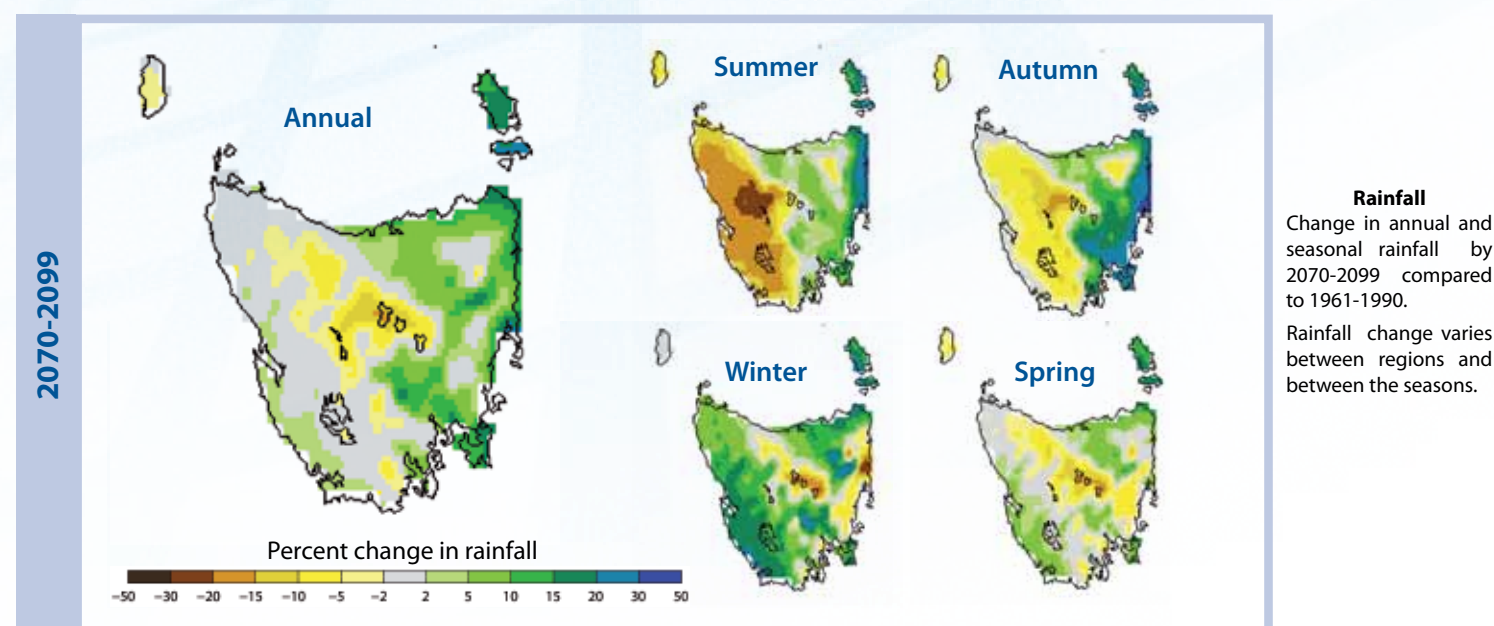 2070-2099
Annual
Summer
Autumn
Winter
Spring
Percent change in rainfall
−50 −30 −20 −15 −10 −5 −2 2 5 10 15 20 30 50
Rainfall
Change in annual and
seasonal rainfall by
2070-2099 compared
to 1961-1990.
Rainfall change varies
between regions and
between the seasons.